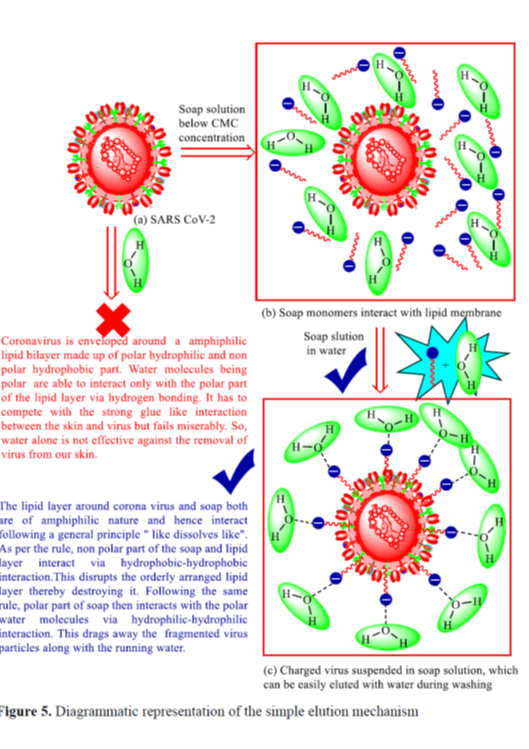 Soap solution
below CMC
concentration
(a) SARS CoV-2
H
O
H
H
O
H
H
O
H
H
O
H
H
O
H
H
O
H
H
O
H
H
O
H
H
O
H
(b) Soap monomers interact with lipid membrane
Coronavirus is enveloped around a amphiphilic
lipid bilayer made up of polar hydrophilic and non
polar hydrophobic part. Water molecules being
polar are able to interact only with the polar part
of the lipid layer via hydrogen bonding. It has to
compete with the strong glue like interaction
between the skin and virus but fails miserably. So,
water alone is not effective against the removal of
virus from our skin.
Soap slution
in water
+
H
O
H
The lipid layer around corona virus and soap both
are of amphiphilic nature and hence interact
following a general principle " like dissolves like".
As per the rule, non polar part of the soap and lipid
layer interact via hydrophobic-hydrophobic
interaction.This disrupts the orderly arranged lipid
layer thereby destroying it. Following the same
rule, polar part of soap then interacts with the polar
water molecules via hydrophilic-hydrophilic
interaction. This drags away the fragmented virus
particles along with the running water.
H
O
H
H
O
H
H
O
H
H
O
H
H
O
H
H
O
H
H
O
H
H
O
H
H
O
H
(c) Charged virus suspended in soap solution, which
can be easily eluted with water during washing
Figure 5. Diagrammatic representation of the simple elution mechanism